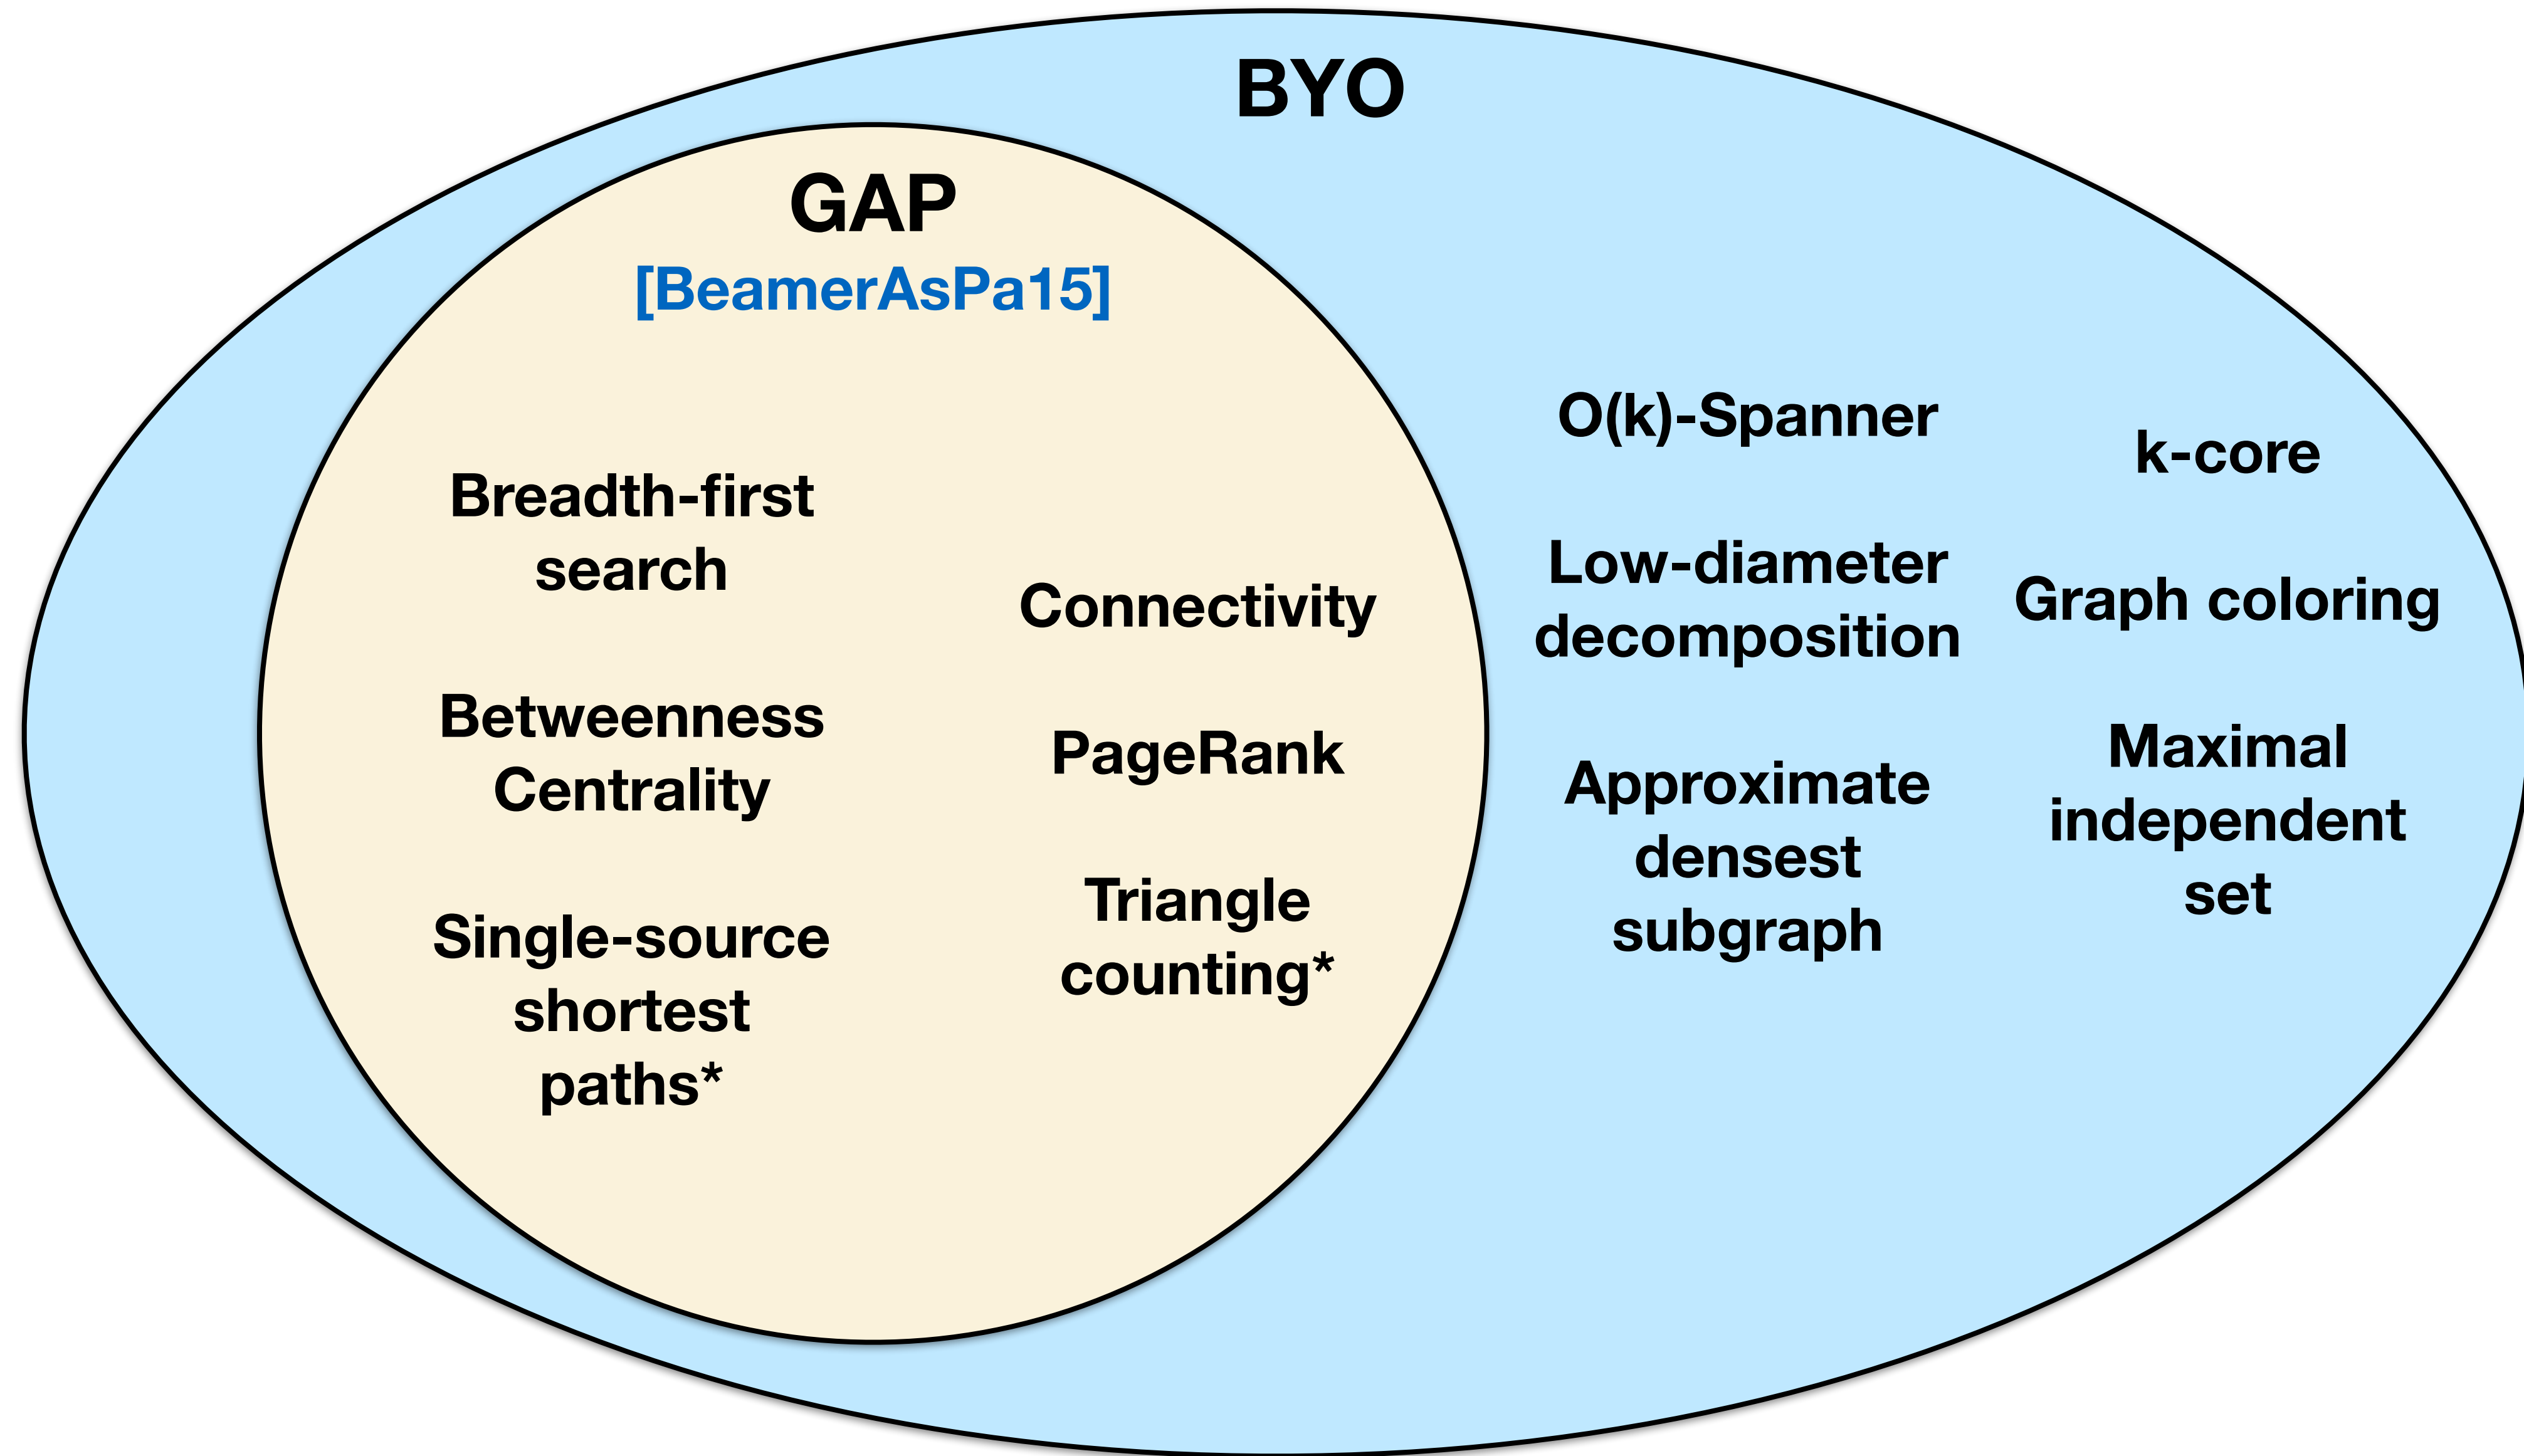 BYO
GAP
[BeamerAsPa15]
Breadth-first
search
Betweenness
Centrality
Single-source
shortest
paths*
Connectivity
PageRank
Triangle
counting*
O(k)-Spanner
Low-diameter
decomposition
Approximate
densest
subgraph
k-core
Graph coloring
Maximal
independent
set